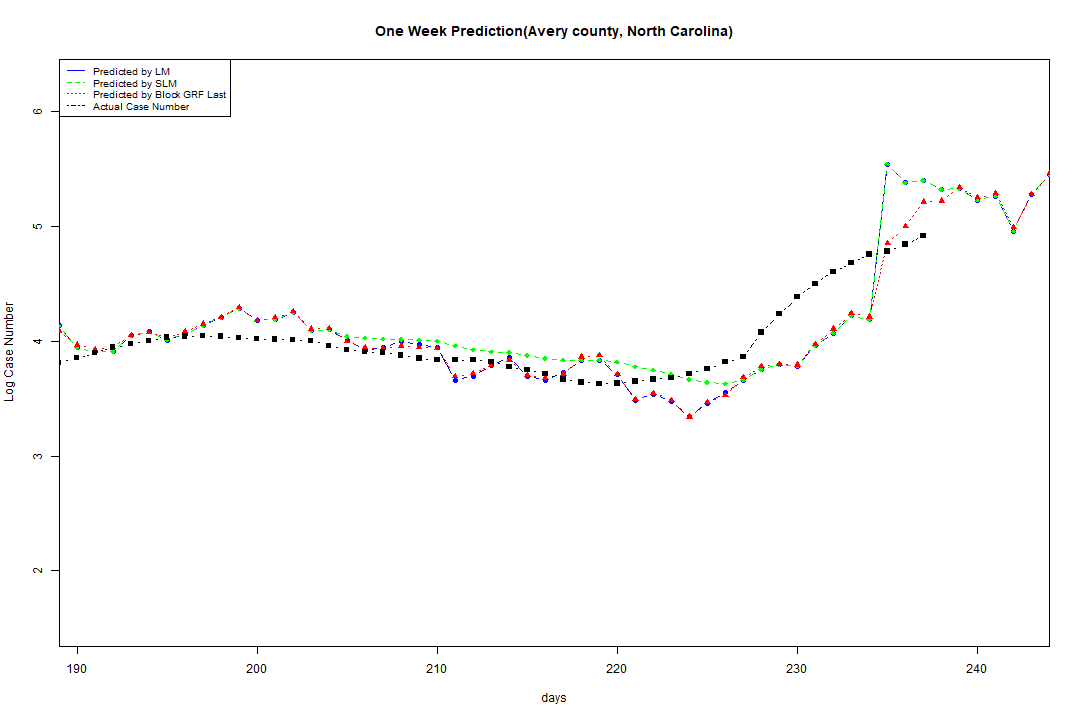 One Week Prediction(Avery county, North Carolina)
Predicted by LM
Predicted by SLM
Predicted by Block GRF Last
Actual Case Number
6
5
4
3
2
Log Case Number
190 200 210 220 230 240
days